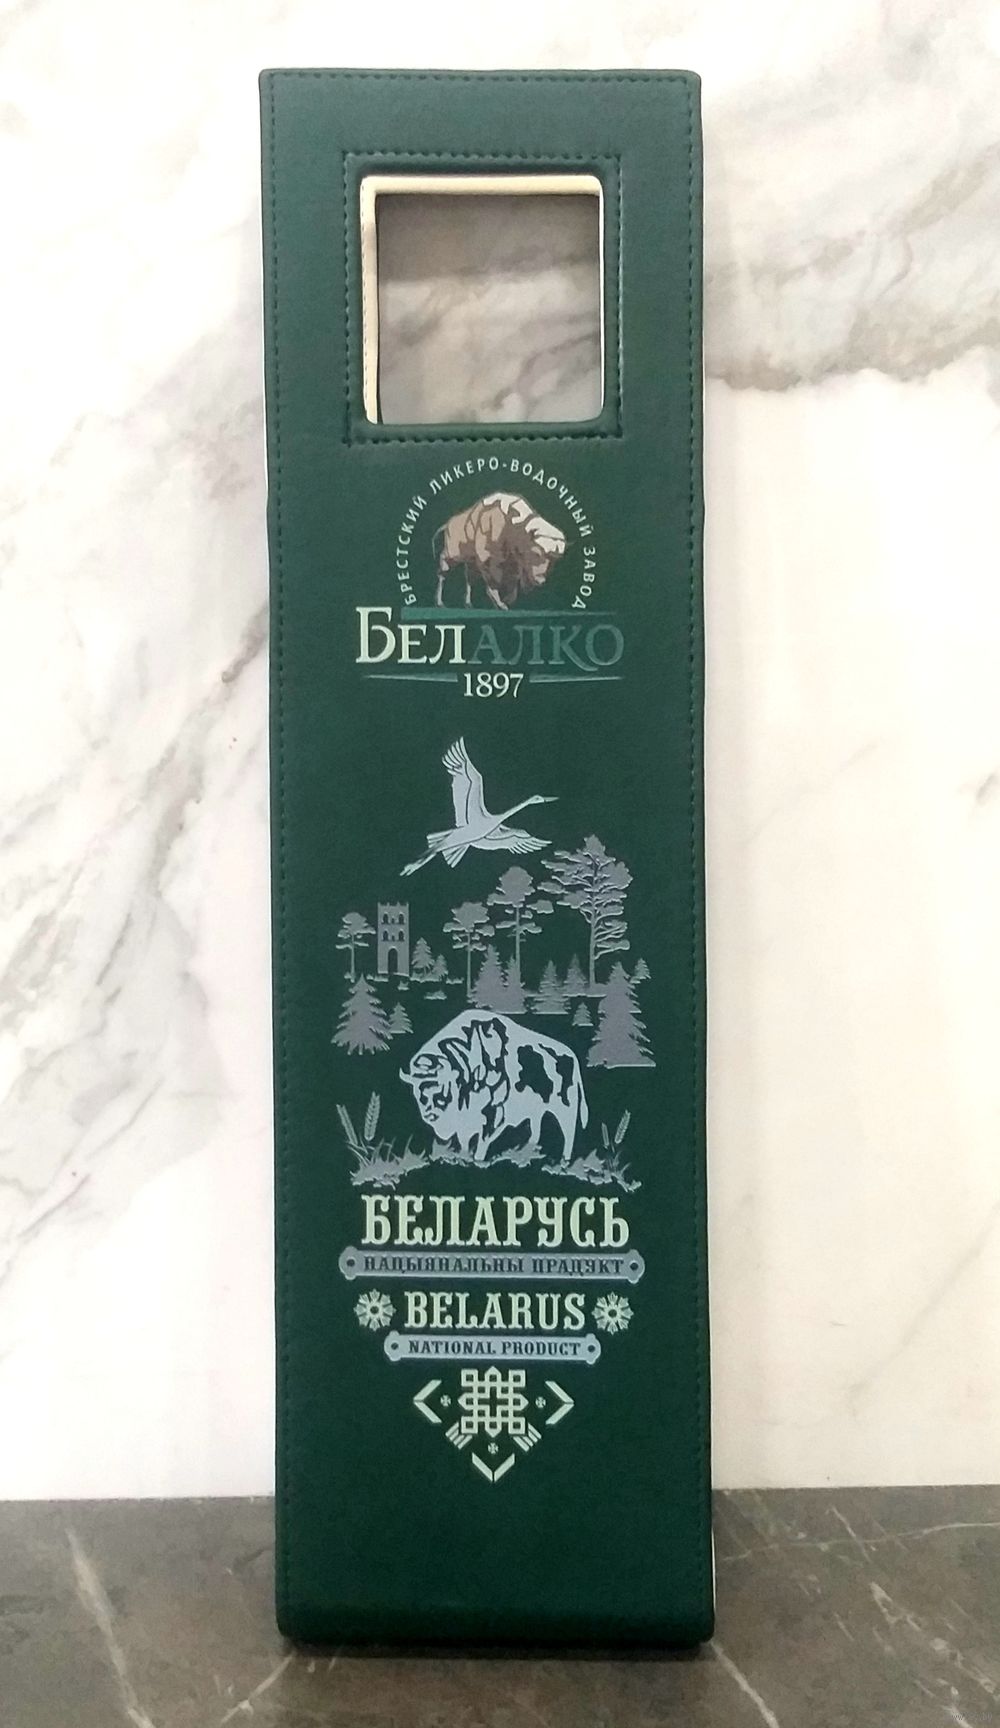 БРЕСТСКИЙ ЛИКЕРО-ВОДОЧНЫЙ ЗАВОД
БЕЛАЛКО
1897
БЕЛАРУСЬ
НАЦЫЯНАЛЬНЫ ПРАДУКТ
BELARUS
NATIONAL PRODUCT